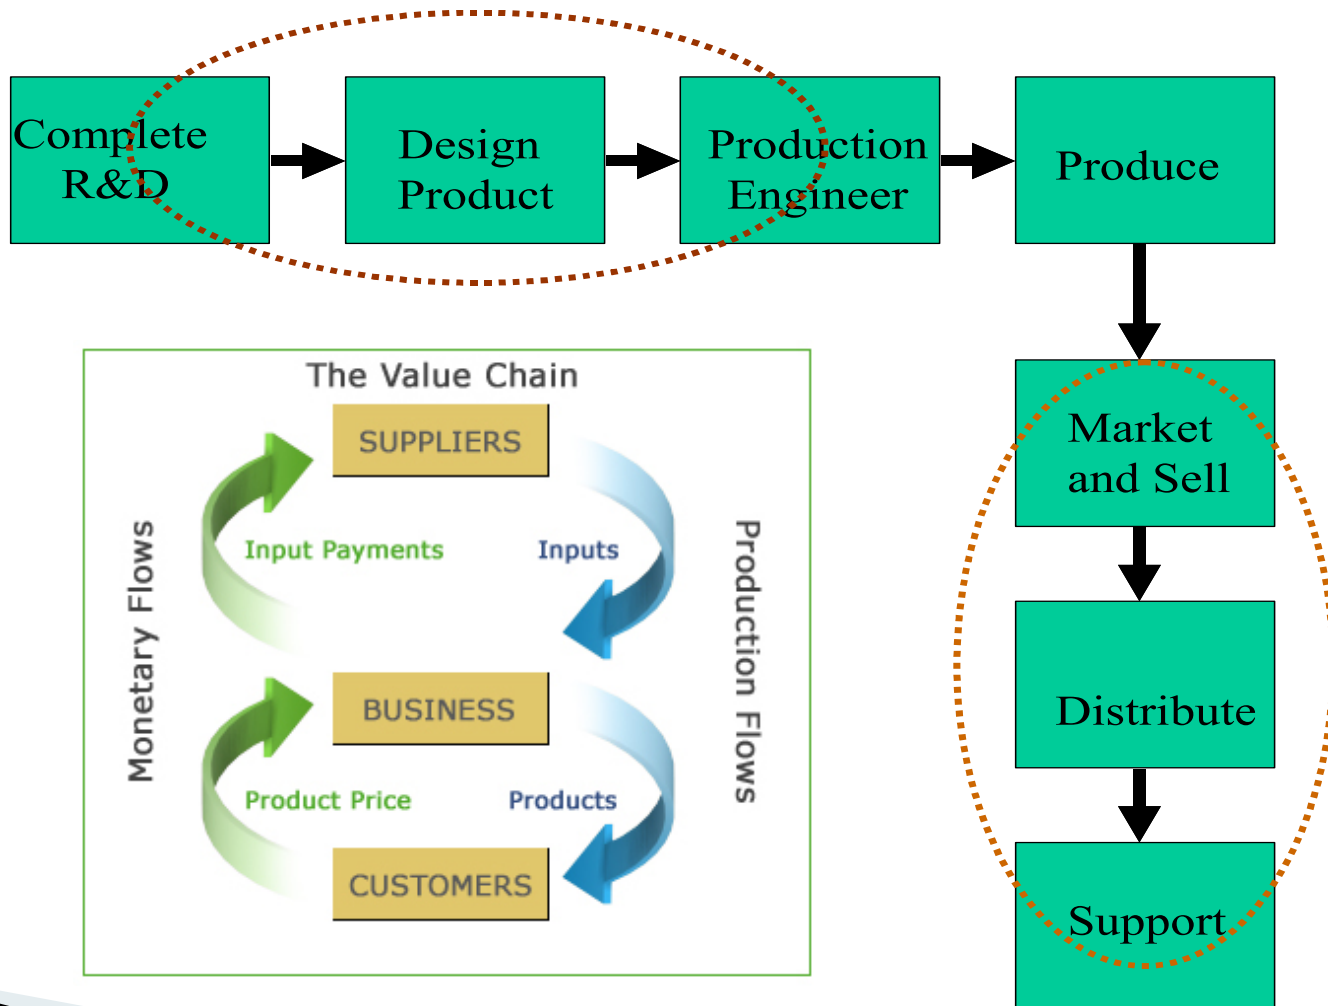 Complete
R&D
Design
Product
Production
Engineer
Produce
Market
and Sell
Distribute
Support
The Value Chain
SUPPLIERS
Monetary Flows
Input Payments
Inputs
Production Flows
BUSINESS
Product Price
Products
CUSTOMERS